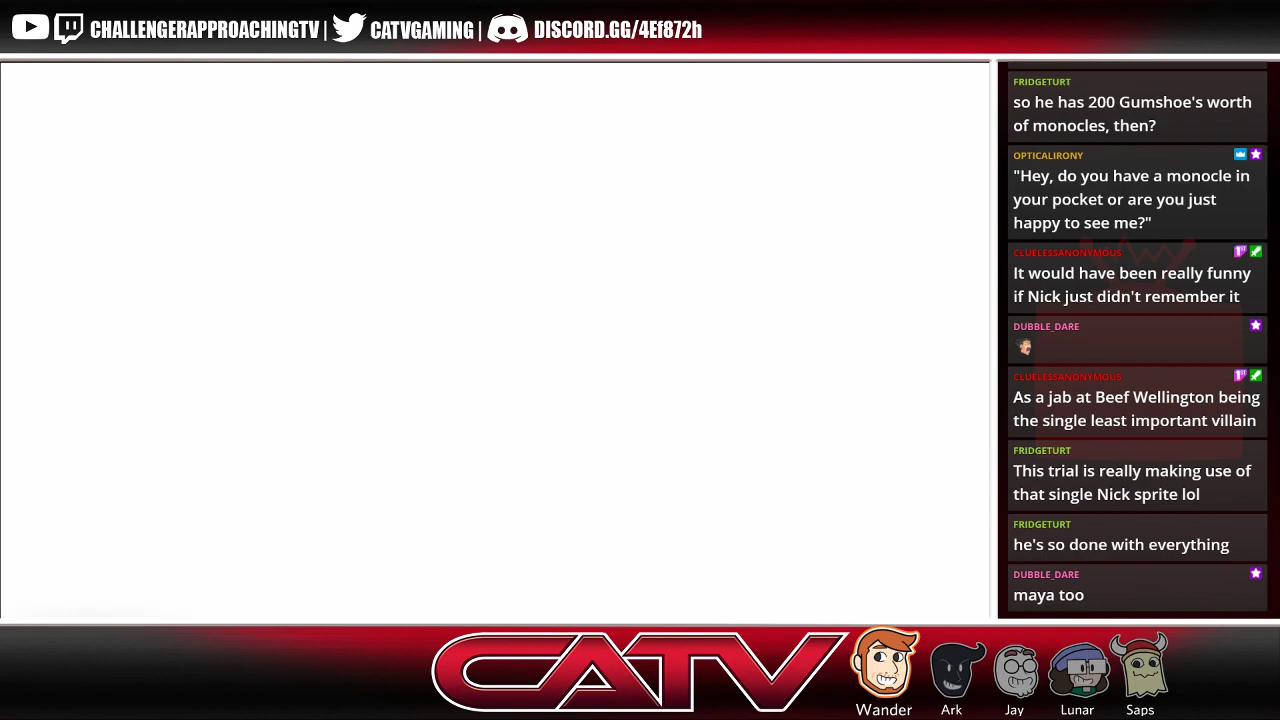 CHALLENGERAPPROACHINGTV | CATVGAMING | DISCORD.GG/4Ef872h
FRIDGETURT
so he has 200 Gumshoe's worth
of monocles, then?
OPTICALIRONY
"Hey, do you have a monocle in
your pocket or are you just
happy to see me?"
CLUELESSANONYMOUS
It would have been really funny
if Nick just didn't remember it
DUBBLE_DARE
CLUELESSANONYMOUS
As a jab at Beef Wellington being
the single least important villain
FRIDGETURT
This trial is really making use of
that single Nick sprite lol
FRIDGETURT
he's so done with everything
DUBBLE_DARE
maya too
CATV
Wander Ark Jay Lunar Saps